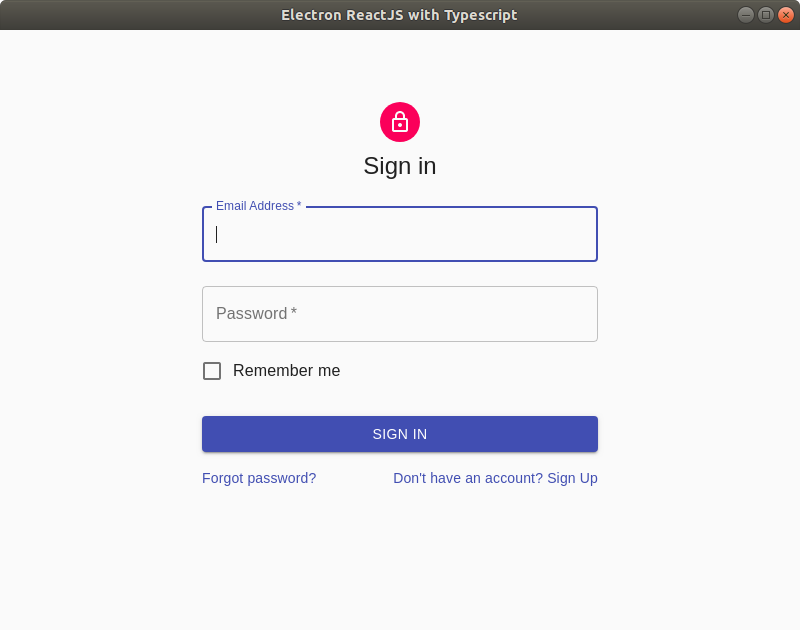 Electron ReactJS with Typescript
Sign in
Email Address *
Password *
Remember me
SIGN IN
Forgot password? Don't have an account? Sign Up